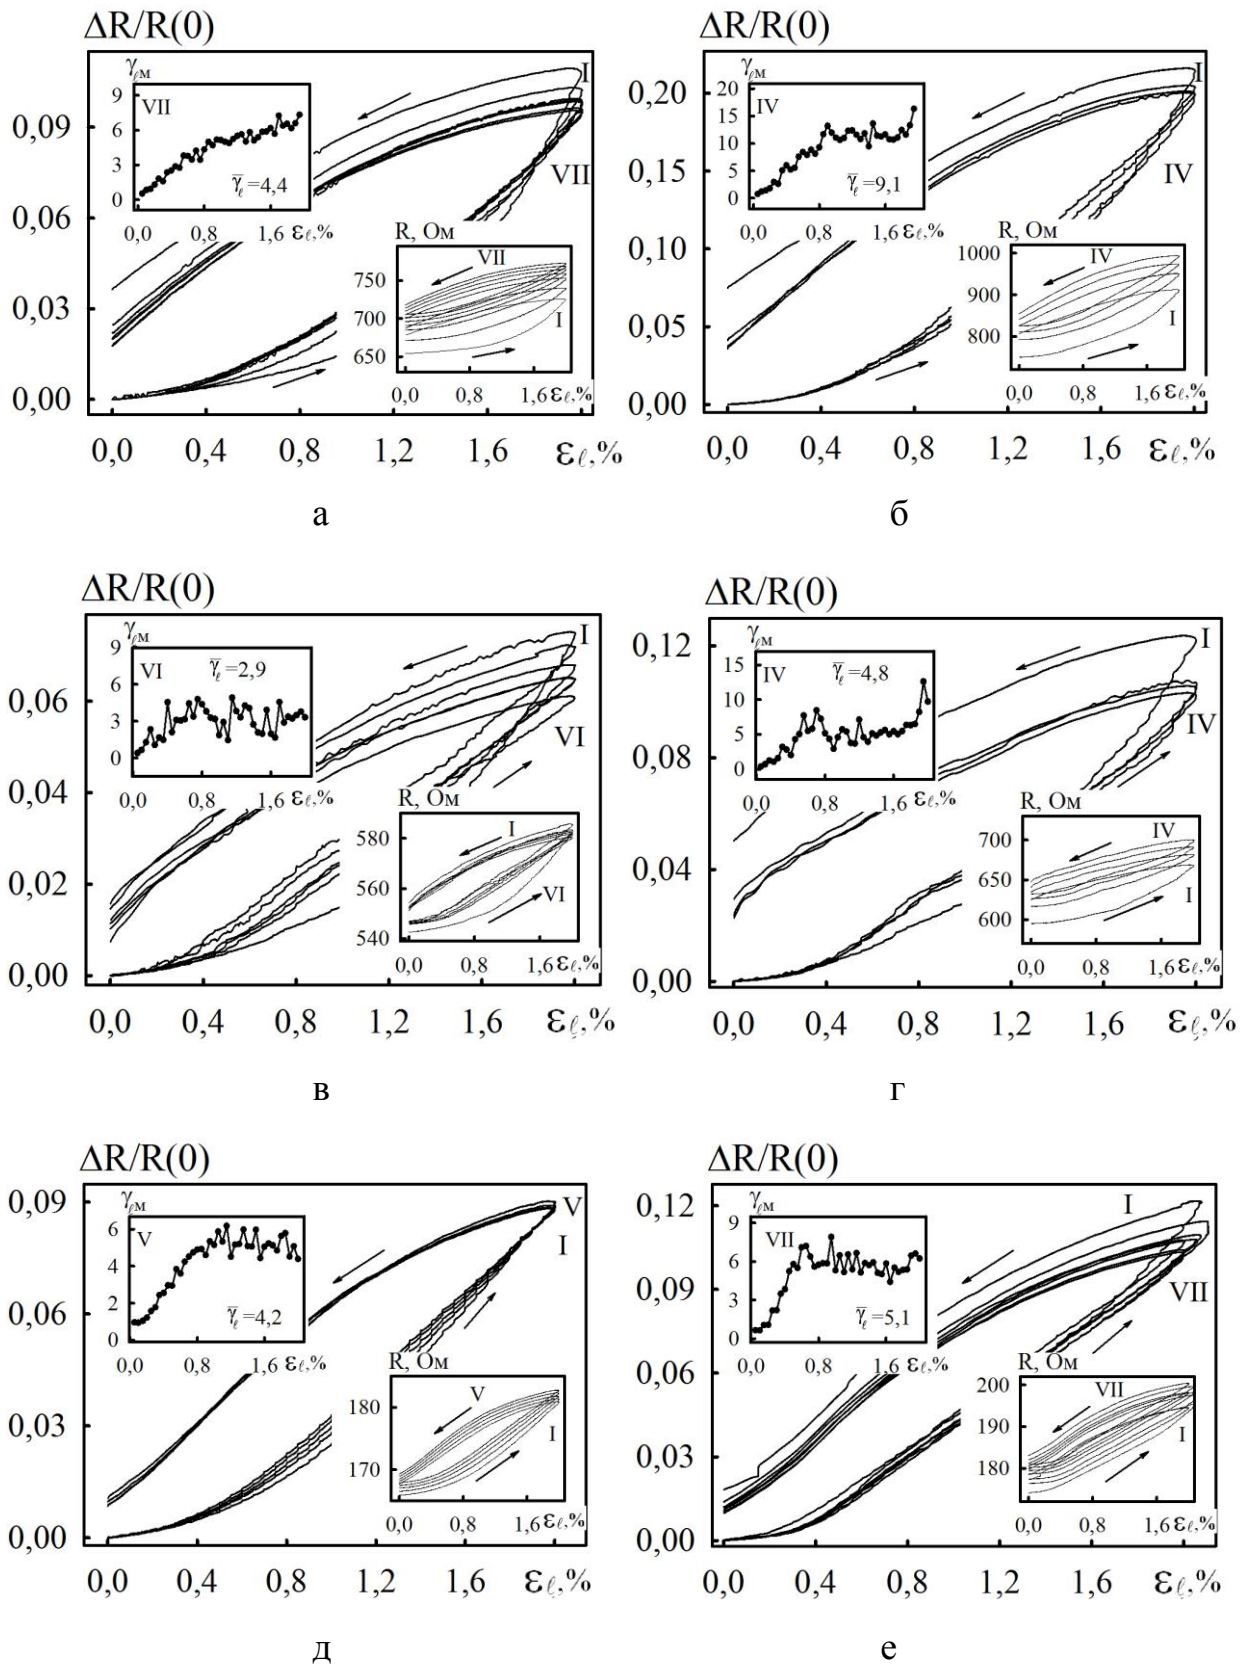 ΔR/R(0)
γℓм
9
6
3
0
VII
γ̅ℓ=4,4
0,0 0,8 1,6 εℓ,%
I
VII
R, Ом
750
700
650
VII
I
0,0 0,8 1,6 εℓ,%
0,09
0,06
0,03
0,00
0,0 0,4 0,8 1,2 1,6 εℓ,%
а
ΔR/R(0)
γℓм
20
15
10
5
0
IV
γ̅ℓ=9,1
0,0 0,8 1,6 εℓ,%
I
IV
R, Ом
1000
900
800
IV
I
0,0 0,8 1,6 εℓ,%
0,20
0,15
0,10
0,05
0,00
0,0 0,4 0,8 1,2 1,6 εℓ,%
б
ΔR/R(0)
γℓм
9
6
3
0
VI
γ̅ℓ=2,9
0,0 0,8 1,6 εℓ,%
I
VI
R, Ом
580
560
540
I
VI
0,0 0,8 1,6 εℓ,%
0,06
0,04
0,02
0,00
0,0 0,4 0,8 1,2 1,6 εℓ,%
в
ΔR/R(0)
γℓм
15
10
5
0
IV
γ̅ℓ=4,8
0,0 0,8 1,6 εℓ,%
I
IV
R, Ом
700
650
600
IV
I
0,0 0,8 1,6 εℓ,%
0,12
0,08
0,04
0,00
0,0 0,4 0,8 1,2 1,6 εℓ,%
г
ΔR/R(0)
γℓм
6
4
2
0
V
γ̅ℓ=4,2
0,0 0,8 1,6 εℓ,%
V
I
R, Ом
180
170
V
I
0,0 0,8 1,6 εℓ,%
0,09
0,06
0,03
0,00
0,0 0,4 0,8 1,2 1,6 εℓ,%
д
ΔR/R(0)
γℓм
9
6
3
0
VII
γ̅ℓ=5,1
0,0 0,8 1,6 εℓ,%
I
VII
R, Ом
200
190
180
VII
I
0,0 0,8 1,6 εℓ,%
0,12
0,09
0,06
0,03
0,00
0,0 0,4 0,8 1,2 1,6 εℓ,%
е